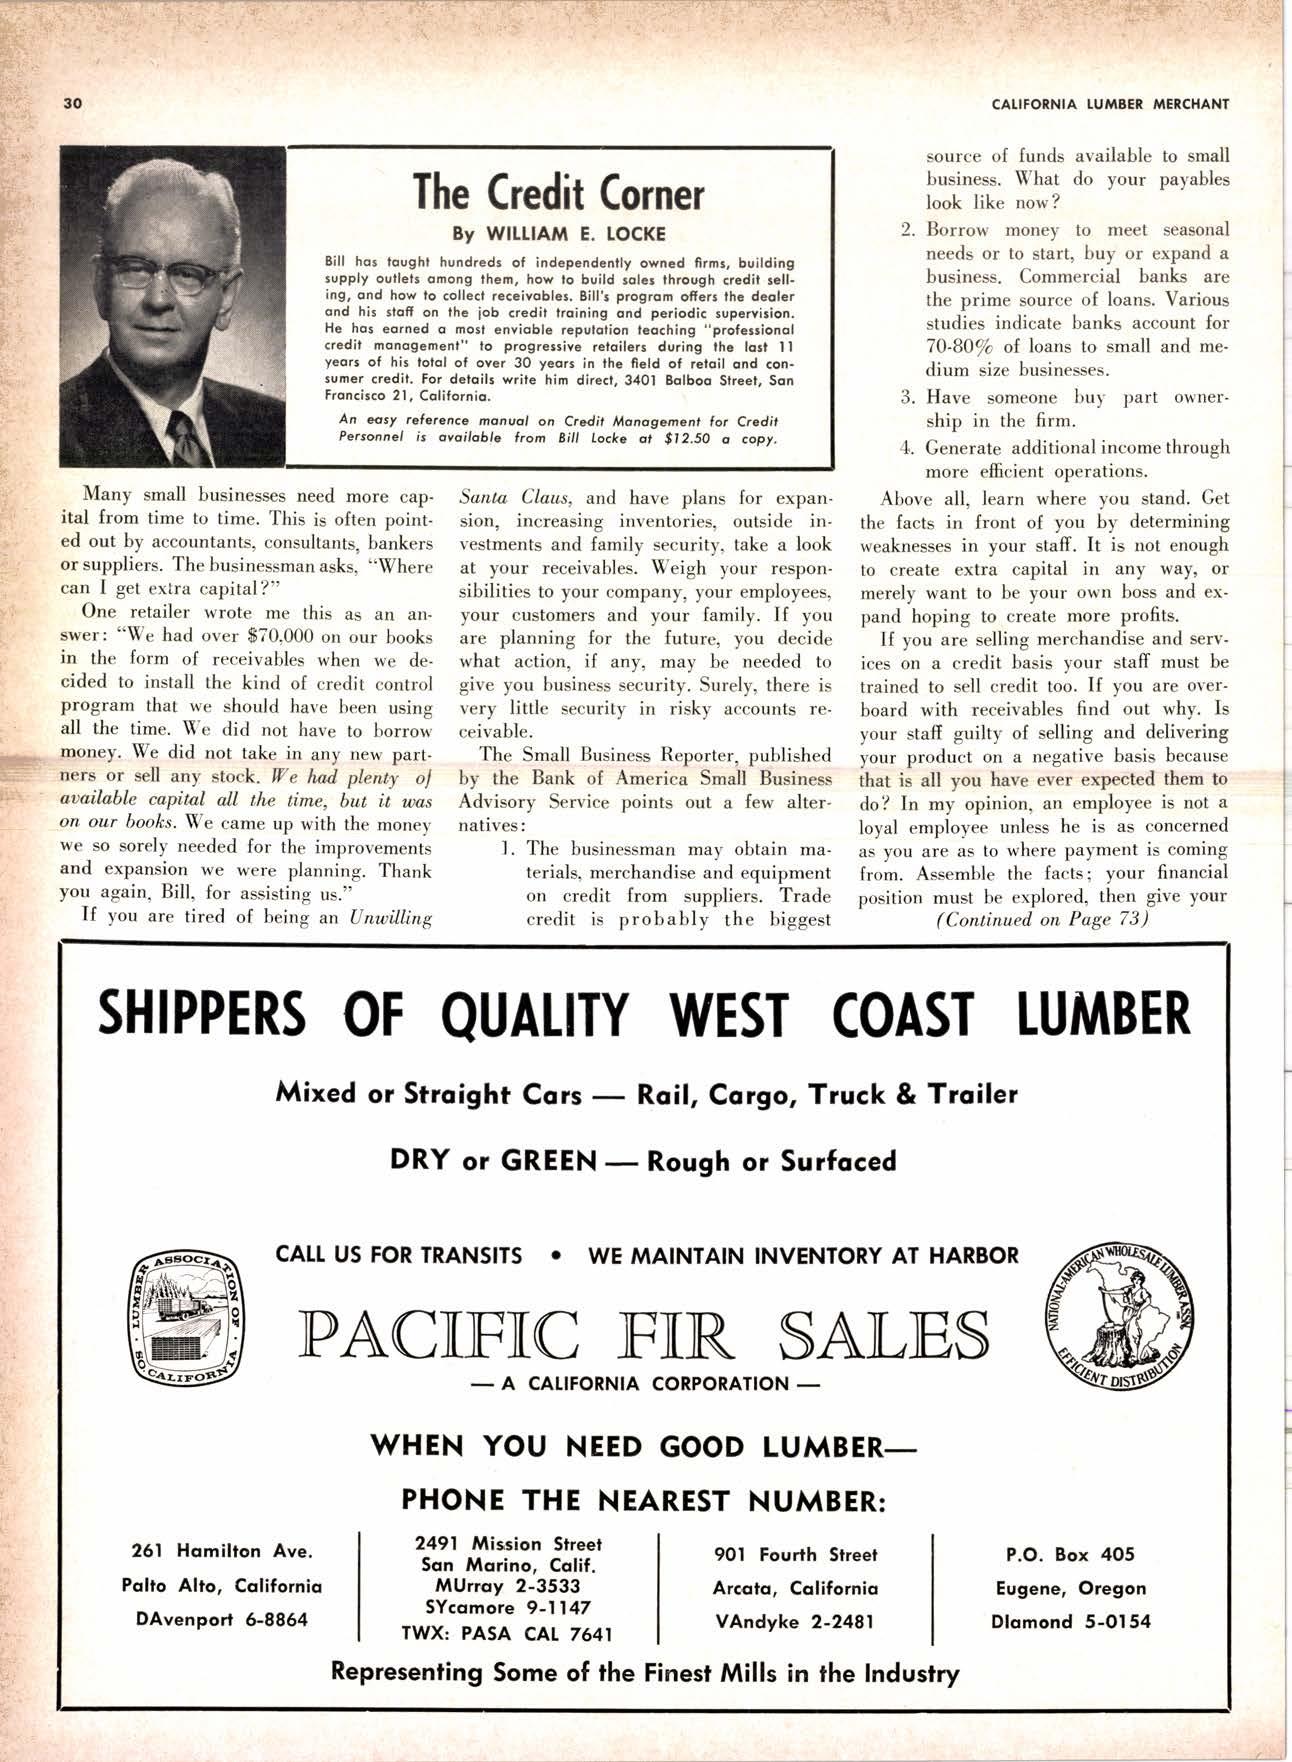 30
CALIFORNIA LUMBER MERCHANT
The Credit Corner
By WILLIAM E. LOCKE
Bill has taught hundreds of independently owned firms, building
supply outlets among them, how to build sales through credit sell-
ing, and how to collect receivables. Bill's program offers the dealer
and his staff on the job credit training and periodic supervision.
He has earned a most enviable reputation teaching "professional
credit management" to progressive retailers during the last 11
years of his total of over 30 years in the field of retail and con-
sumer credit. For details write him direct, 3401 Balboa Street, San
Francisco 21, California.
An easy reference manual on Credit Management for Credit
Personnel is available from Bill Locke at $12.50 a copy.
Many small businesses need more cap-
ital from time to time. This is often point-
ed out by accountants, consultants, bankers
or suppliers. The businessman asks, "Where
can I get extra capital?"
One retailer wrote me this as an an-
swer: "We had over $70,000 on our books
in the form of receivables when we de-
cided to install the kind of credit control
program that we should have been using
all the time. We did not have to borrow
money. We did not take in any new part-
ners or sell any stock. We had plenty of
available capital all the time, but it was
on our books. We came up with the money
we so sorely needed for the improvements
and expansion we were planning. Thank
you again, Bill, for assisting us."
If you are tired of being an Unwilling
Santa Claus, and have plans for expan-
sion, increasing inventories, outside in-
vestments and family security, take a look
at your receivables. Weigh your respon-
sibilities to your company, your employees,
your customers and your family. If you
are planning for the future, you decide
what action, if any, may be needed to
give you business security. Surely, there is
very little security in risky accounts re-
ceivable.
The Small Business Reporter, published
by the Bank of America Small Business
Advisory Service points out a few alter-
natives:
1. The businessman may obtain ma-
terials, merchandise and equipment
on credit from suppliers. Trade
credit is probably the biggest
source of funds available to small
business. What do your payables
look like now?
2. Borrow money to meet seasonal
needs or to start, buy or expand a
business. Commercial banks are
the prime source of loans. Various
studies indicate banks account for
70-80% of loans to small and me-
dium size businesses.
3. Have someone buy part owner-
ship in the firm.
4. Generate additional income through
more efficient operations.
Above all, learn where you stand. Get
the facts in front of you by determining
weaknesses in your staff. It is not enough
to create extra capital in any way, or
merely want to be your own boss and ex-
pand hoping to create more profits.
If you are selling merchandise and serv-
ices on a credit basis your staff must be
trained to sell credit too. If you are over-
board with receivables find out why. Is
your staff guilty of selling and delivering
your product on a negative basis because
that is all you have ever expected them to
do? In my opinion, an employee is not a
loyal employee unless he is as concerned
as you are as to where payment is coming
from. Assemble the facts; your financial
position must be explored, then give your
(Continued on Page 73)
SHIPPERS OF QUALITY WEST COAST LUMBER
Mixed or Straight Cars — Rail, Cargo, Truck & Trailer
DRY or GREEN — Rough or Surfaced
CALL US FOR TRANSITS • WE MAINTAIN INVENTORY AT HARBOR
LUMBER ASSOCIATION OF
SO. CALIFORNIA
PACIFIC FIR SALES
— A CALIFORNIA CORPORATION —
NATIONAL-AMERICAN WHOLESALE LUMBER ASSN.
EFFICIENT DISTRIBUTION
WHEN YOU NEED GOOD LUMBER—
PHONE THE NEAREST NUMBER:
261 Hamilton Ave.
Palto Alto, California
DAvenport 6-8864
2491 Mission Street
San Marino, Calif.
MUrray 2-3533
SYcamore 9-1147
TWX: PASA CAL 7641
901 Fourth Street
Arcata, California
VAndyke 2-2481
P.O. Box 405
Eugene, Oregon
DIamond 5-0154
Representing Some of the Finest Mills in the Industry